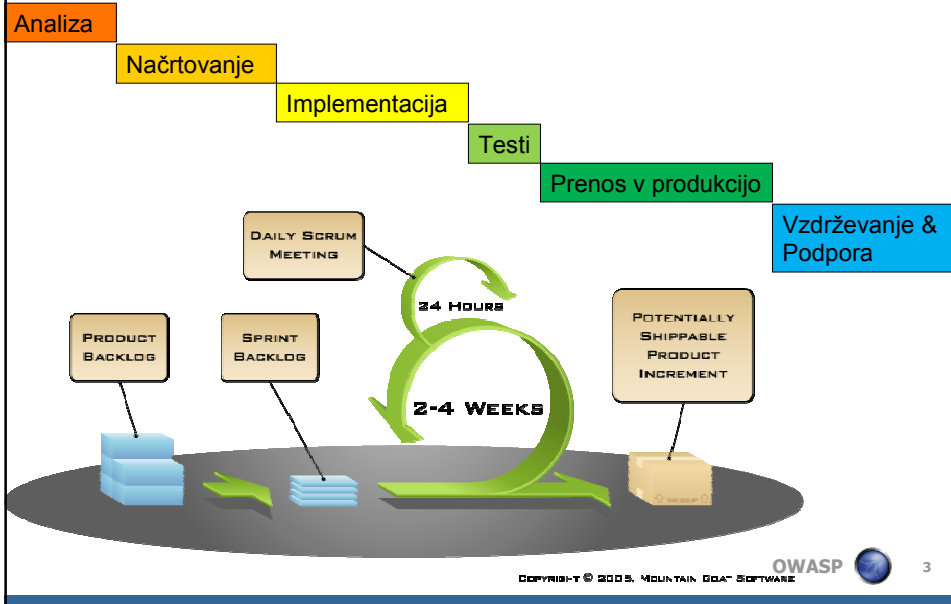 Analiza
Načrtovanje
Implementacija
Testi
Prenos v produkcijo
Vzdrževanje &
Podpora
DAILY SCRUM
MEETING
24 HOURS
PRODUCT
BACKLOG
SPRINT
BACKLOG
POTENTIALLY
SHIPPABLE
PRODUCT
INCREMENT
2-4 WEEKS
OWASP 3
COPYRIGHT © 2005, MOUNTAIN GOAT SOFTWARE